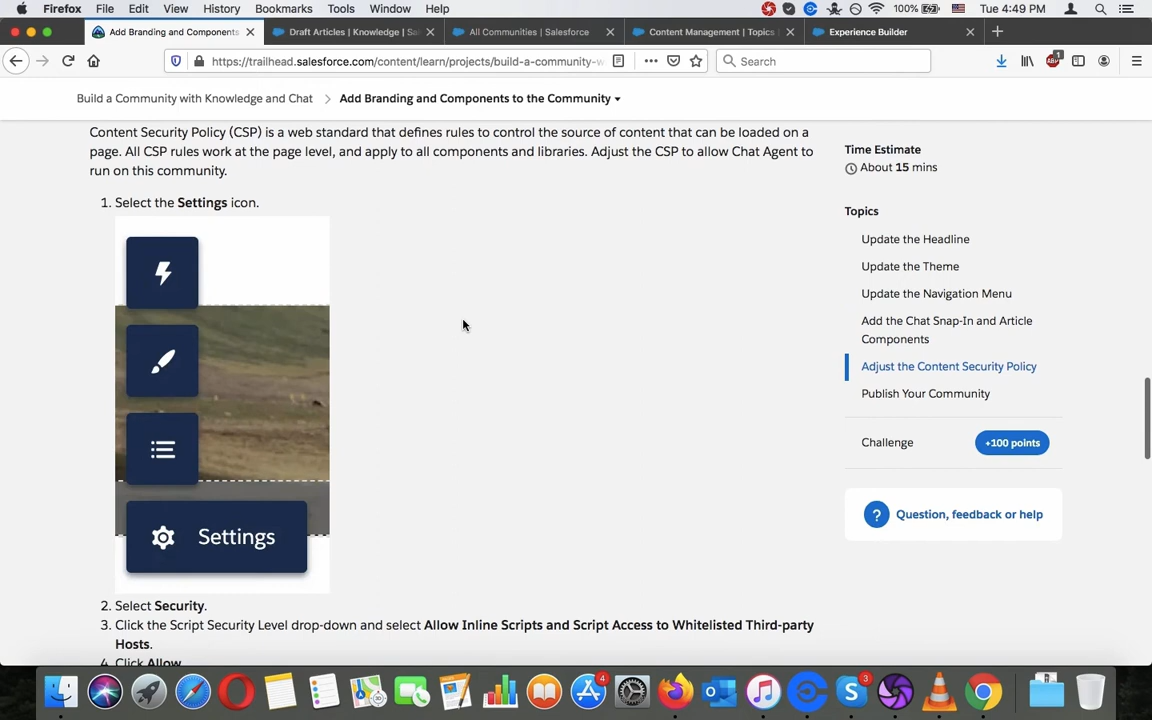 Firefox File Edit View History Bookmarks Tools Window Help 100% Tue 4:49 PM
Add Branding and Components Draft Articles | Knowledge | Sa All Communities | Salesforce Content Management | Topics Experience Builder
https://trailhead.salesforce.com/content/learn/projects/build-a-community-w Search 1
Build a Community with Knowledge and Chat Add Branding and Components to the Community
Content Security Policy (CSP) is a web standard that defines rules to control the source of content that can be loaded on a
page. All CSP rules work at the page level, and apply to all components and libraries. Adjust the CSP to allow Chat Agent to
run on this community.
1. Select the Settings icon.
Settings
2. Select Security.
3. Click the Script Security Level drop-down and select Allow Inline Scripts and Script Access to Whitelisted Third-party
Hosts.
4. Click Allow
Time Estimate
About 15 mins
Topics
Update the Headline
Update the Theme
Update the Navigation Menu
Add the Chat Snap-In and Article
Components
Adjust the Content Security Policy
Publish Your Community
Challenge +100 points
? Question, feedback or help
4 3